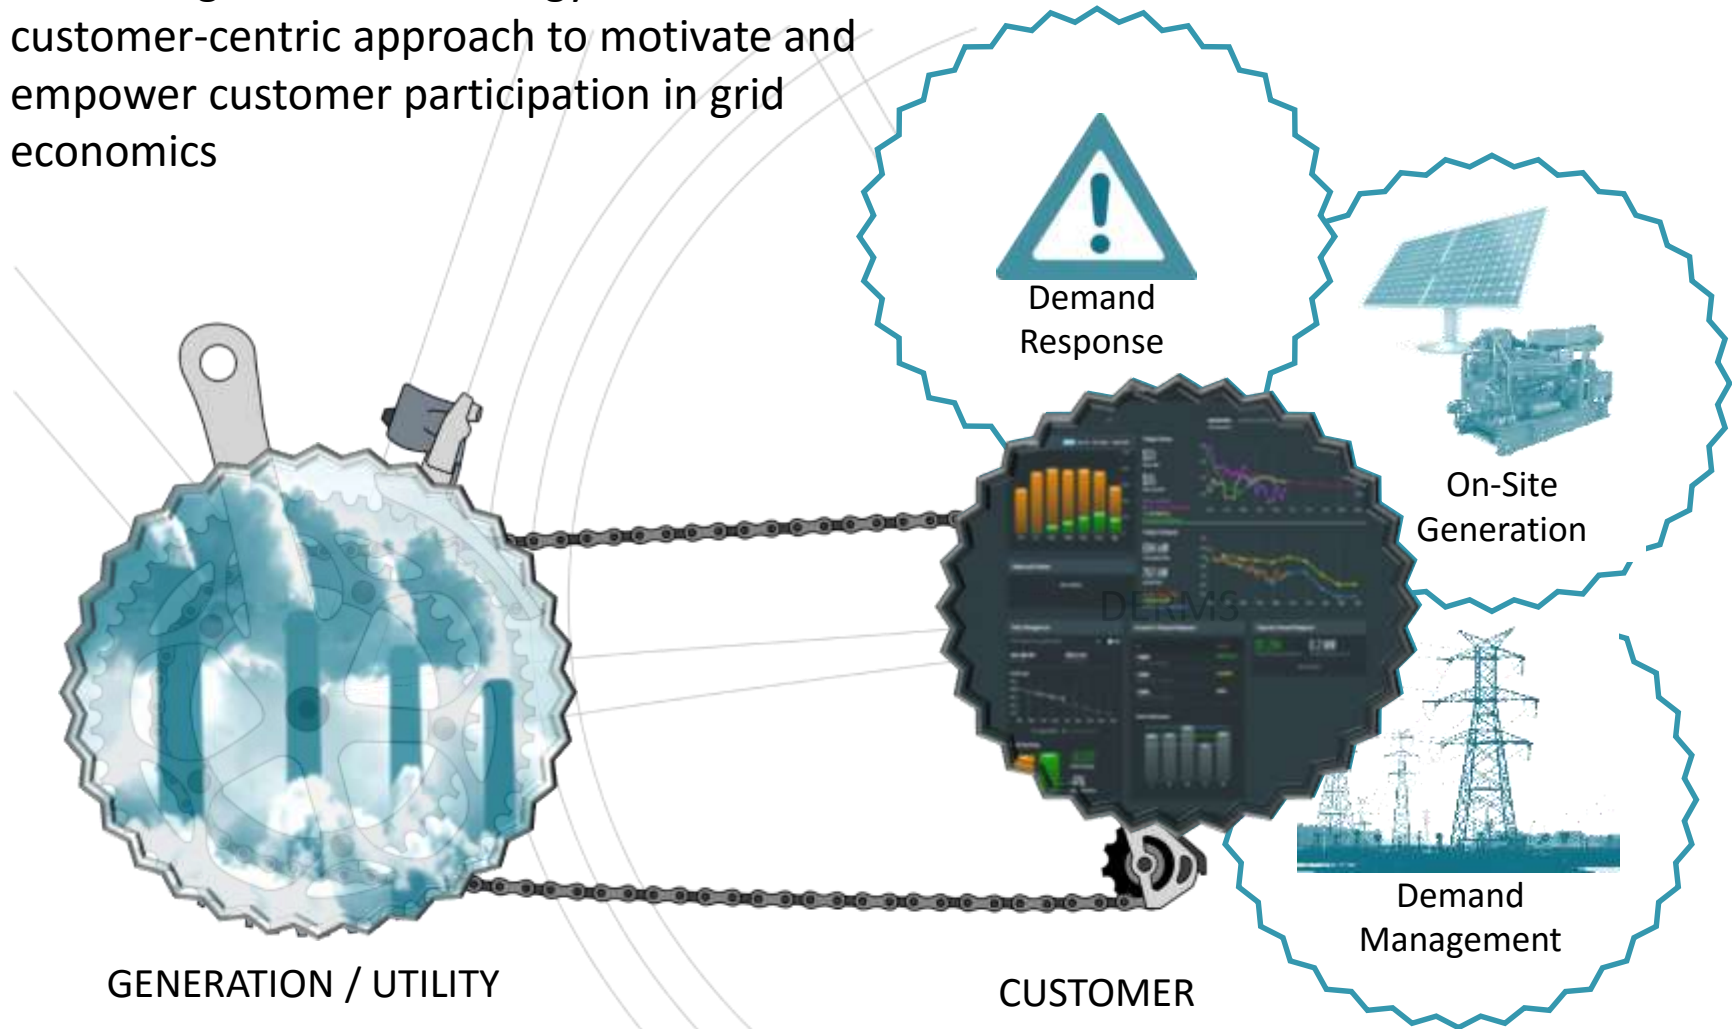 customer-centric approach to motivate and
empower customer participation in grid
economics
Demand
Response
On-Site
Generation
DERMS
Demand
Management
GENERATION / UTILITY
CUSTOMER